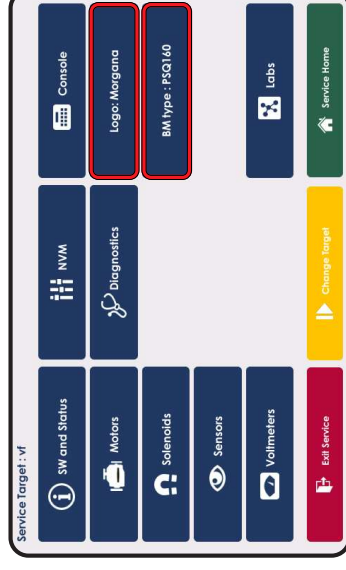 Service Target : vf
SW and Status
NVM
Console
Motors
Diagnostics
Logo: Morgana
Solenoids
BM type : PSQ160
Sensors
Voltmeters
Labs
Exit Service
Change Target
Service Home